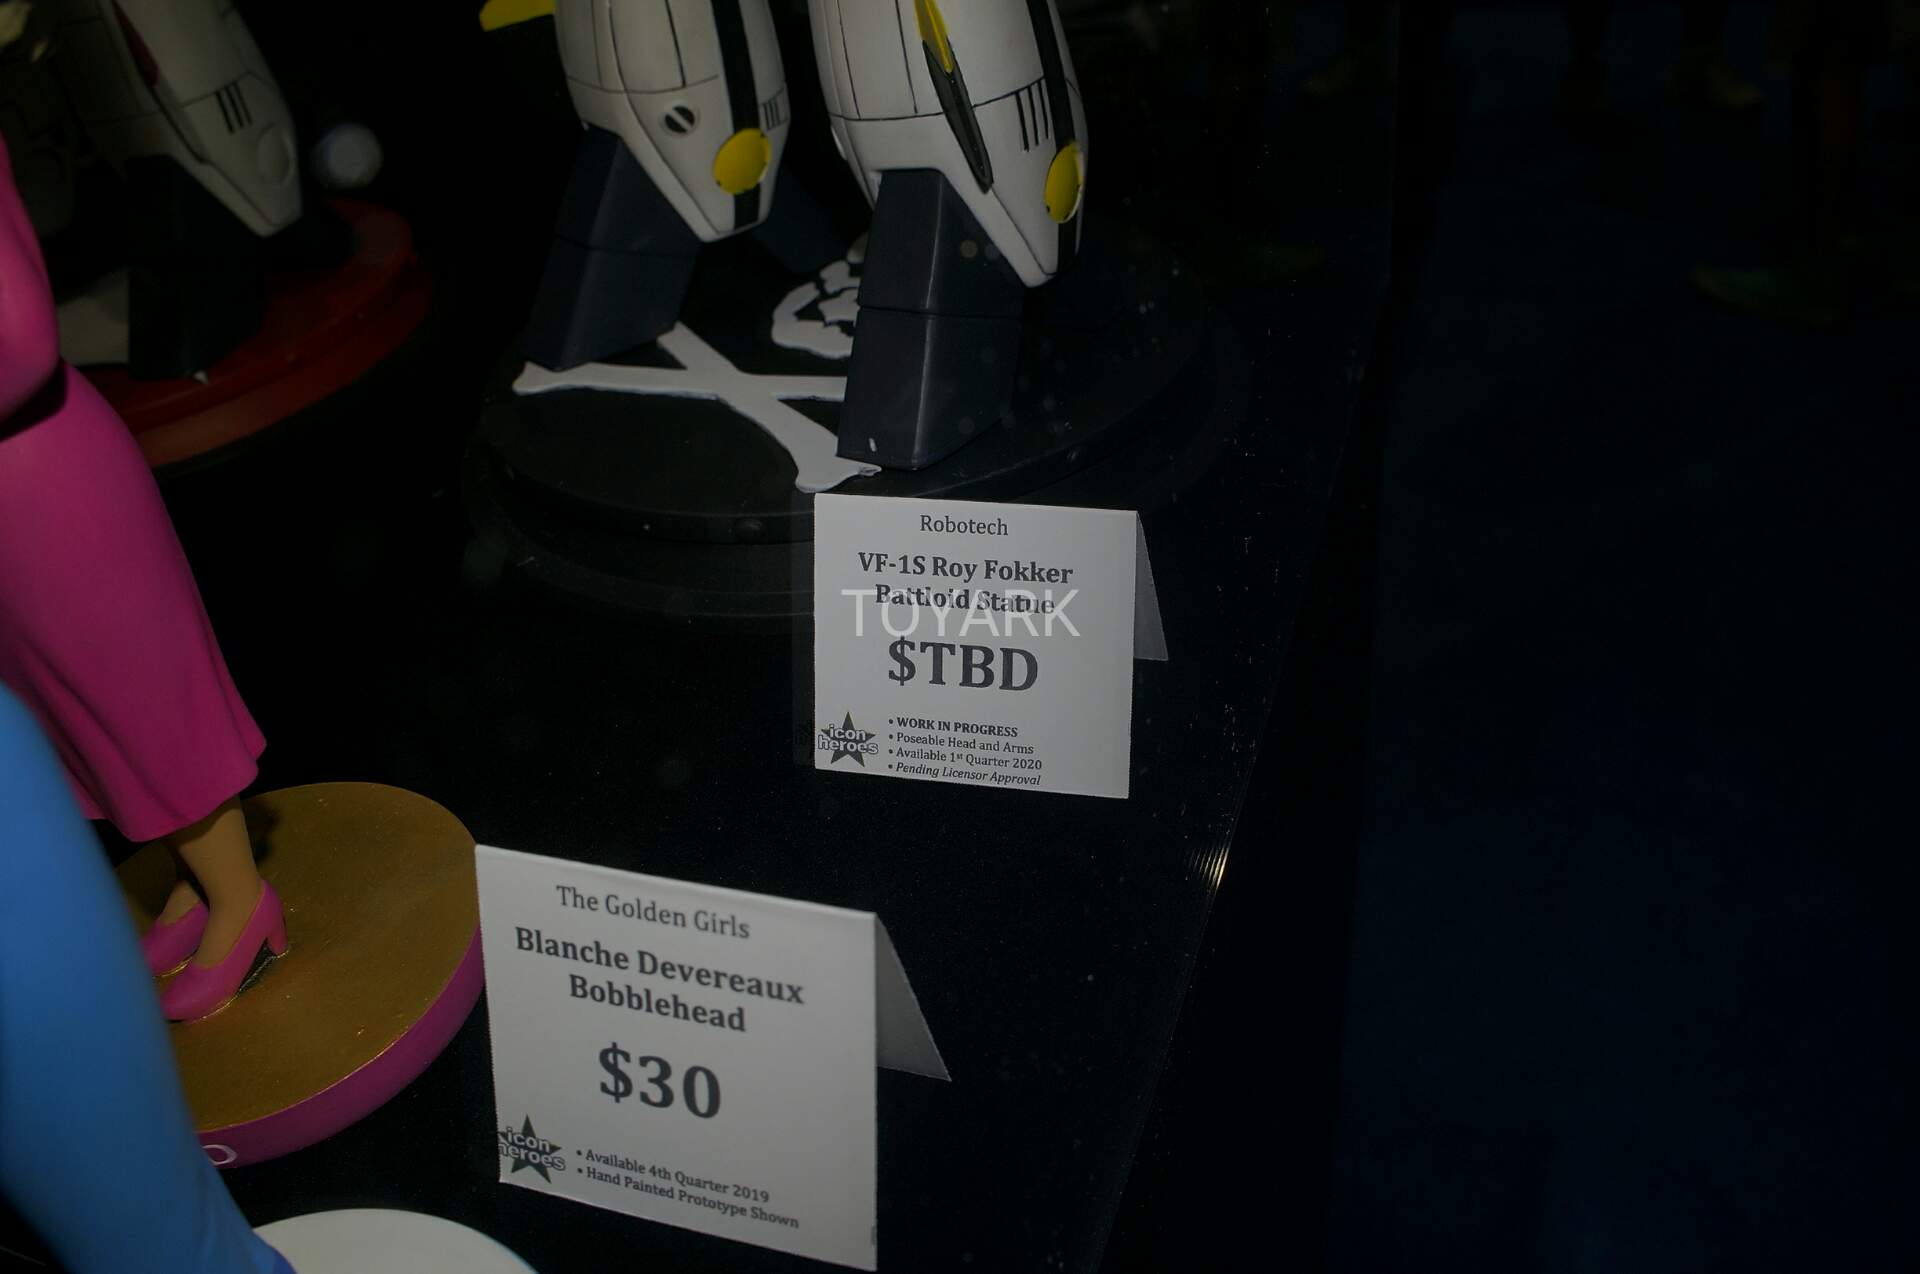 Robotech
VF-1S Roy Fokker
Battloid Statue
TOYARK
$TBD
icon
heroes
• WORK IN PROGRESS
• Poseable Head and Arms
• Available 1st Quarter 2020
• Pending Licensor Approval
The Golden Girls
Blanche Devereaux
Bobblehead
$30
icon
heroes
• Available 4th Quarter 2019
• Hand Painted Prototype Shown